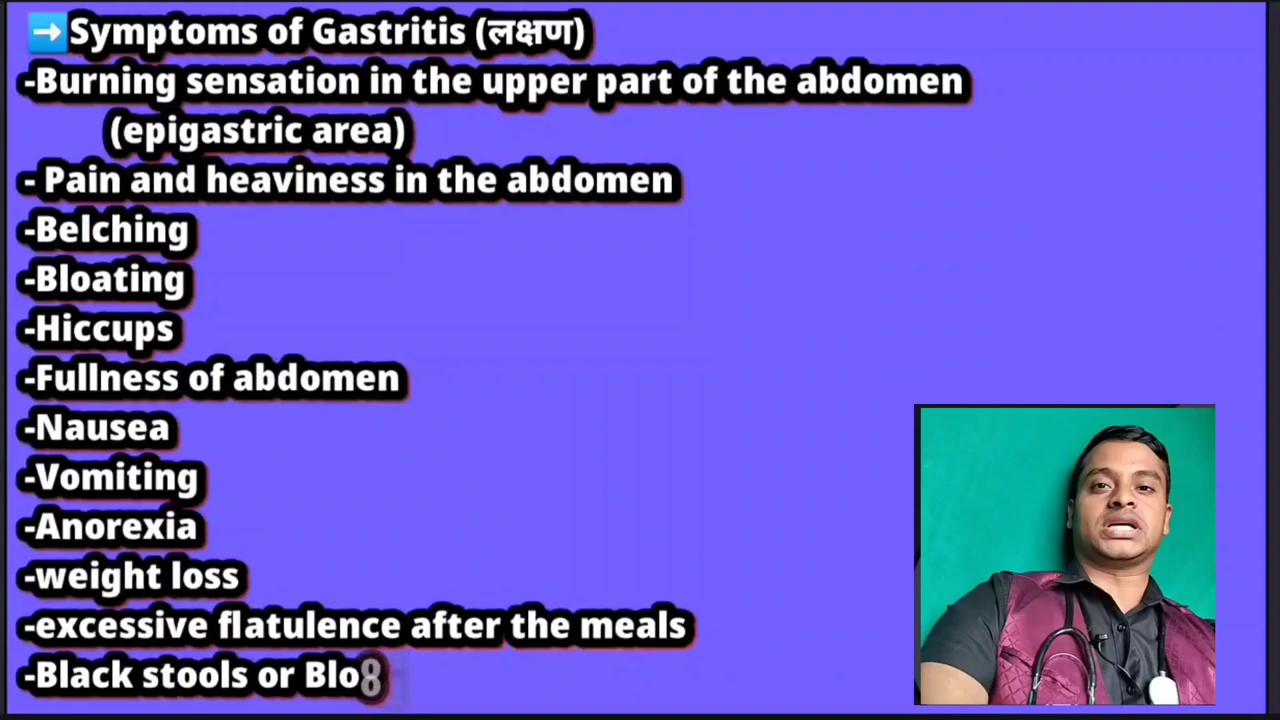 ➡Symptoms of Gastritis (लक्षण)
-Burning sensation in the upper part of the abdomen
(epigastric area)
- Pain and heaviness in the abdomen
-Belching
-Bloating
-Hiccups
-Fullness of abdomen
-Nausea
-Vomiting
-Anorexia
-weight loss
-excessive flatulence after the meals
-Black stools or